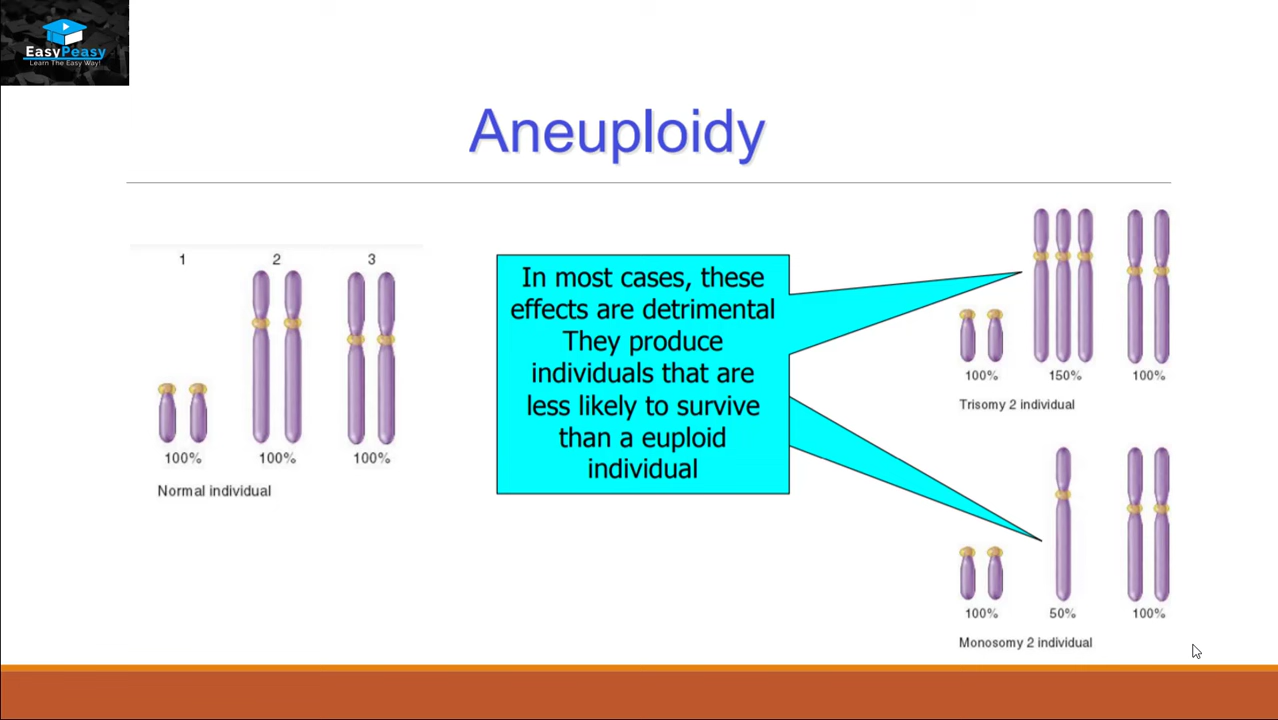 EasyPeasy
Learn The Easy Way!
Aneuploidy
1 2 3
100% 100% 100%
Normal individual
In most cases, these
effects are detrimental
They produce
individuals that are
less likely to survive
than a euploid
individual
100% 150% 100%
Trisomy 2 individual
100% 50% 100%
Monosomy 2 individual